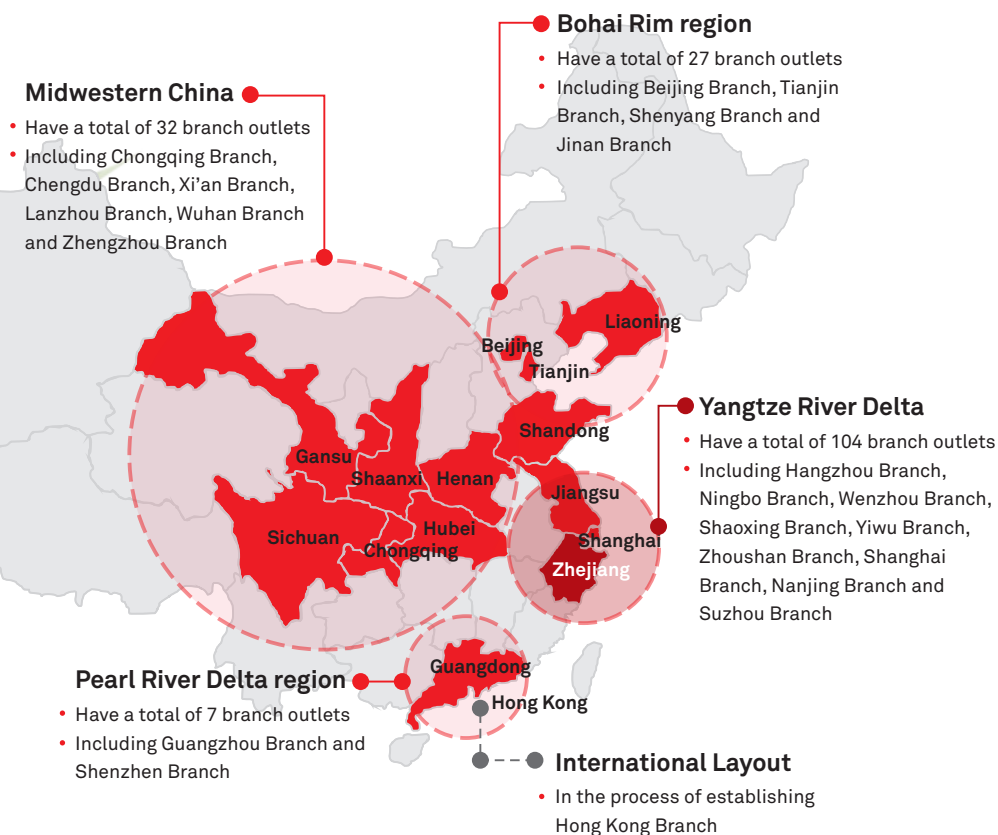 Bohai Rim region
• Have a total of 27 branch outlets
• Including Beijing Branch, Tianjin
Branch, Shenyang Branch and
Jinan Branch
Midwestern China
• Have a total of 32 branch outlets
• Including Chongqing Branch,
Chengdu Branch, Xi'an Branch,
Lanzhou Branch, Wuhan Branch
and Zhengzhou Branch
Liaoning
Beijing
Tianjin
Yangtze River Delta
• Have a total of 104 branch outlets
• Including Hangzhou Branch,
Ningbo Branch, Wenzhou Branch,
Shaoxing Branch, Yiwu Branch,
Zhoushan Branch, Shanghai
Branch, Nanjing Branch and
Suzhou Branch
Shandong
Gansu
Shaanxi
Henan
Jiangsu
Sichuan
Hubei
Chongqing
Shanghai
Zhejiang
Guangdong
Pearl River Delta region
• Have a total of 7 branch outlets
• Including Guangzhou Branch and
Shenzhen Branch
Hong Kong
International Layout
• In the process of establishing
Hong Kong Branch